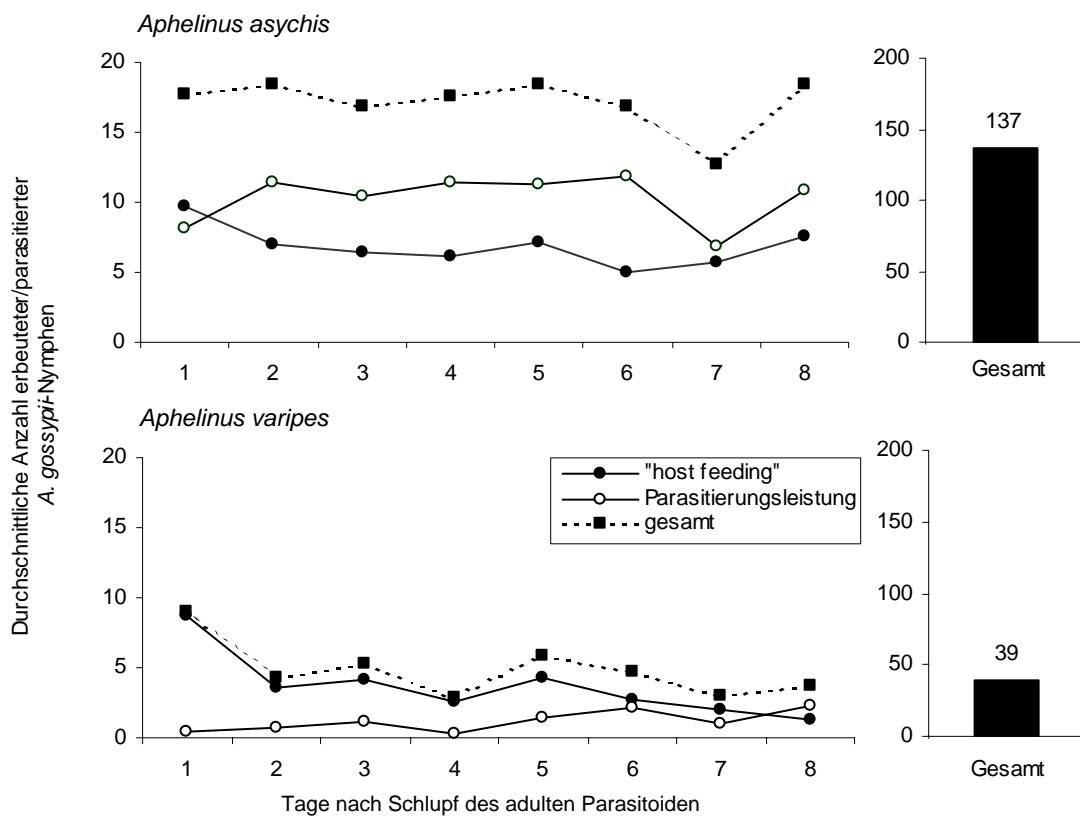 Aphelinus asychis
Durchschnittliche Anzahl erbeuteter/parasitierter
A. gossypii-Nymphen
20
15
10
5
0
1 2 3 4 5 6 7 8
200
150
100
50
0
137
Gesamt
Aphelinus varipes
20
15
10
5
0
"host feeding"
Parasitierungsleistung
gesamt
1 2 3 4 5 6 7 8
Tage nach Schlupf des adulten Parasitoiden
200
150
100
50
0
39
Gesamt